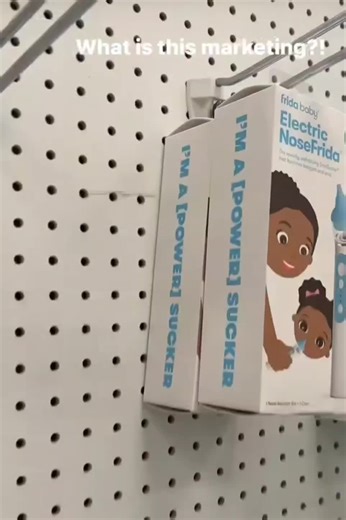 What is this marketing?!
frida baby
Electric
NoseFrida
I'M A [POWER] SUCKER
I'M A [POWER] SUCKER